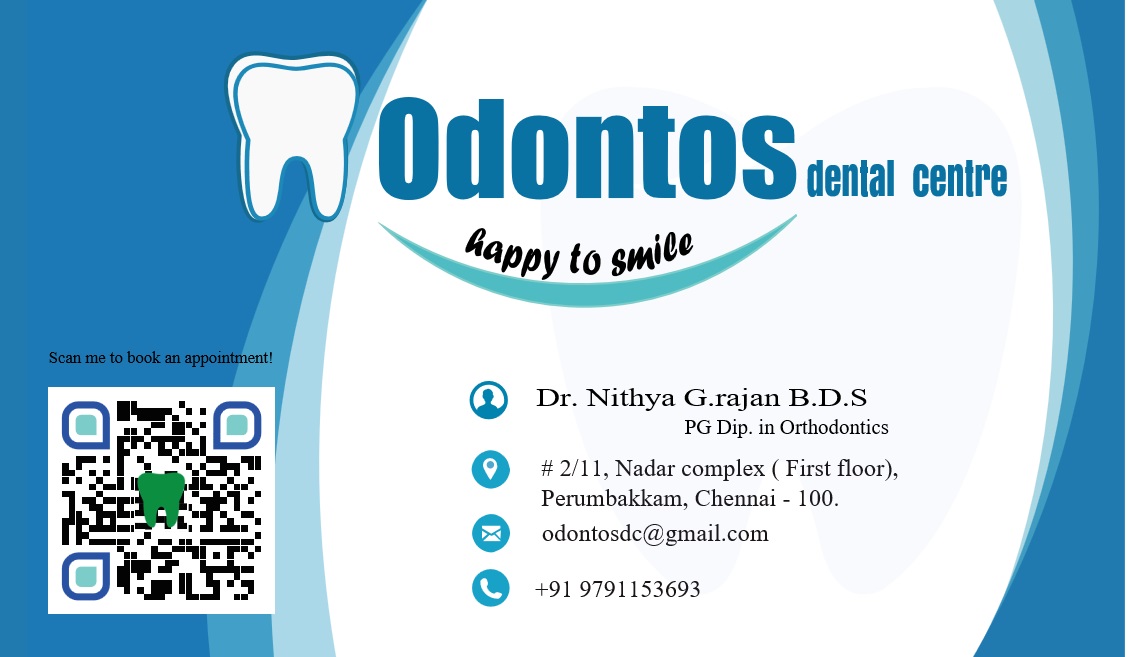 Odontos dental centre
happy to smile
Scan me to book an appointment!
Dr. Nithya G.rajan B.D.S
PG Dip. in Orthodontics
# 2/11, Nadar complex ( First floor),
Perumbakkam, Chennai - 100.
odontosdc@gmail.com
+91 9791153693